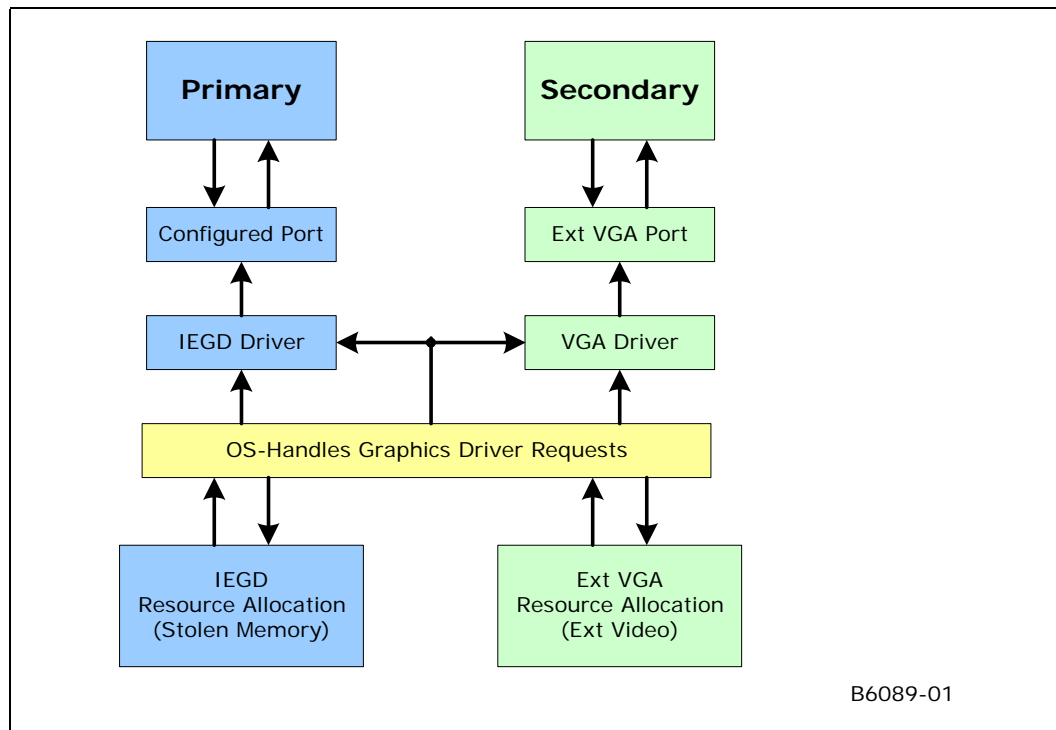 Primary
Secondary
Configured Port
Ext VGA Port
IEGD Driver
VGA Driver
OS-Handles Graphics Driver Requests
IEGD
Resource Allocation
(Stolen Memory)
Ext VGA
Resource Allocation
(Ext Video)
B6089-01